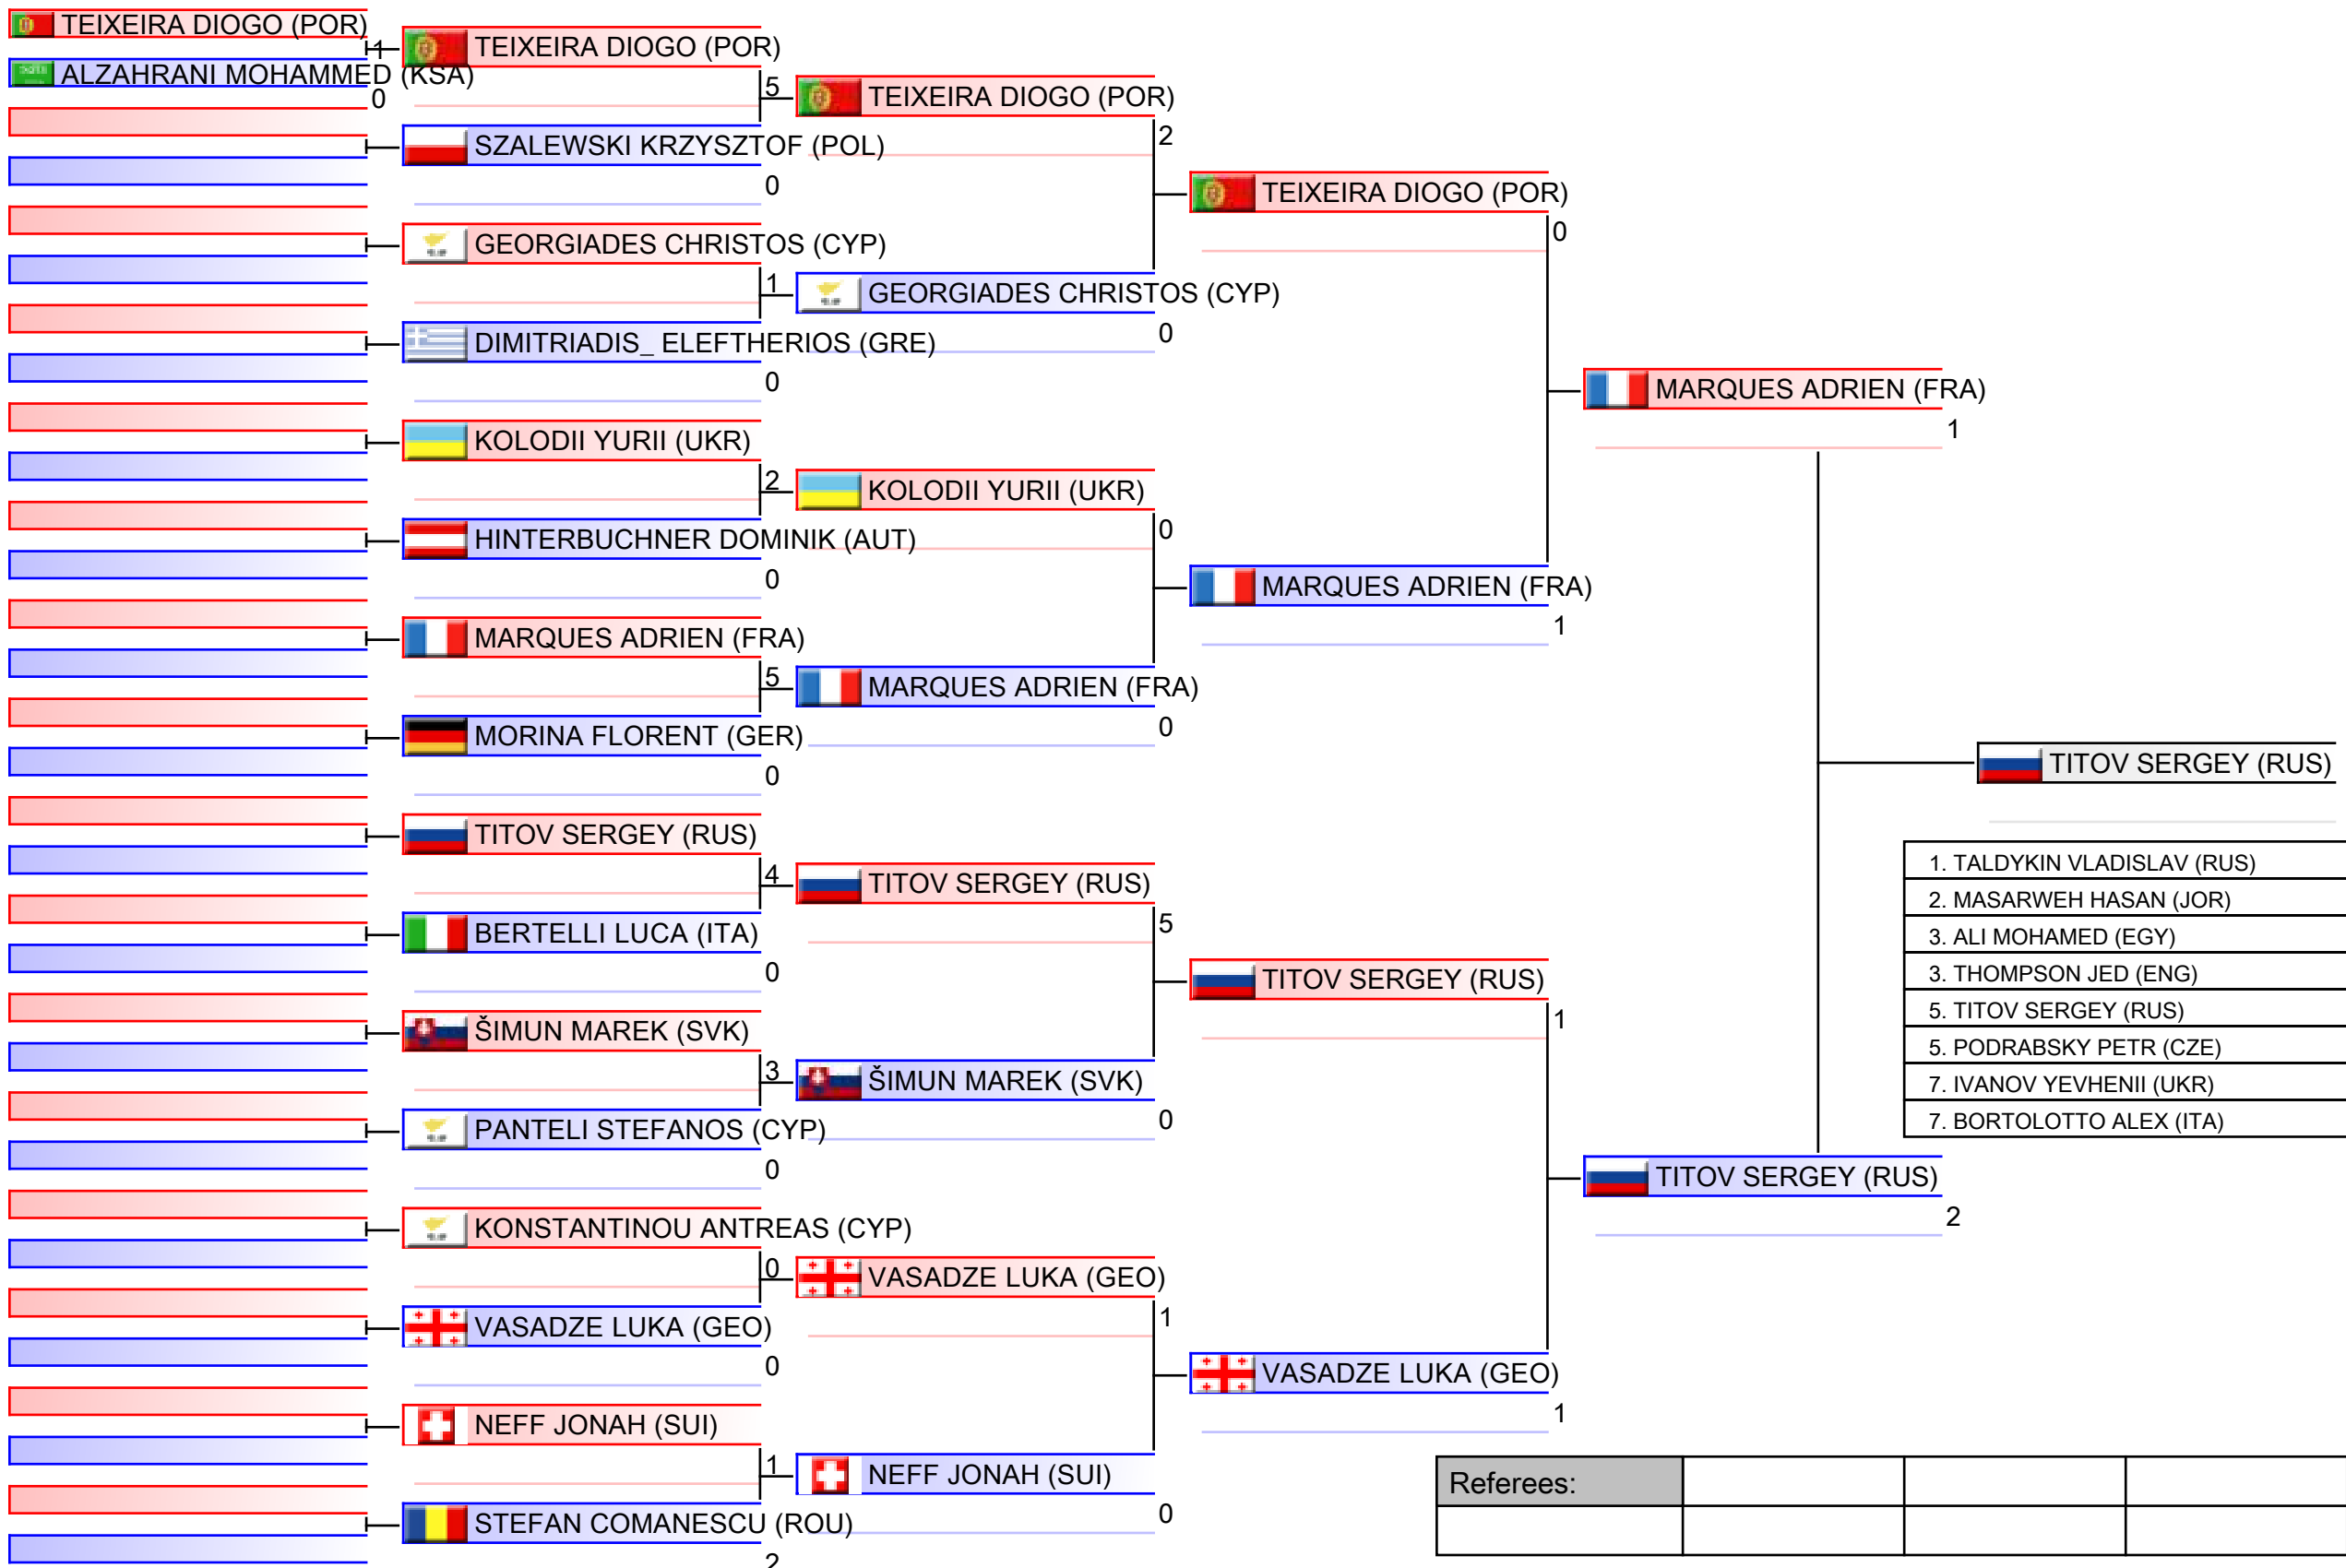 TEIXEIRA DIOGO (POR)
1
ALZAHRANI MOHAMMED (KSA)
0
TEIXEIRA DIOGO (POR)
5
SZALEWSKI KRZYSZTOF (POL)
0
GEORGIADES CHRISTOS (CYP)
1
DIMITRIADIS_ ELEFTHERIOS (GRE)
0
KOLODII YURII (UKR)
2
HINTERBUCHNER DOMINIK (AUT)
0
MARQUES ADRIEN (FRA)
5
MORINA FLORENT (GER)
0
TITOV SERGEY (RUS)
4
BERTELLI LUCA (ITA)
0
ŠIMUN MAREK (SVK)
3
PANTELI STEFANOS (CYP)
0
KONSTANTINOU ANTREAS (CYP)
0
VASADZE LUKA (GEO)
0
NEFF JONAH (SUI)
1
STEFAN COMANESCU (ROU)
2
TEIXEIRA DIOGO (POR)
2
GEORGIADES CHRISTOS (CYP)
0
KOLODII YURII (UKR)
0
MARQUES ADRIEN (FRA)
0
TITOV SERGEY (RUS)
5
ŠIMUN MAREK (SVK)
0
VASADZE LUKA (GEO)
1
NEFF JONAH (SUI)
0
TEIXEIRA DIOGO (POR)
0
MARQUES ADRIEN (FRA)
1
TITOV SERGEY (RUS)
1
VASADZE LUKA (GEO)
1
MARQUES ADRIEN (FRA)
1
TITOV SERGEY (RUS)
2
TITOV SERGEY (RUS)
1. TALDYKIN VLADISLAV (RUS)
2. MASARWEH HASAN (JOR)
3. ALI MOHAMED (EGY)
3. THOMPSON JED (ENG)
5. TITOV SERGEY (RUS)
5. PODRABSKY PETR (CZE)
7. IVANOV YEVHENII (UKR)
7. BORTOLOTTO ALEX (ITA)
Referees: